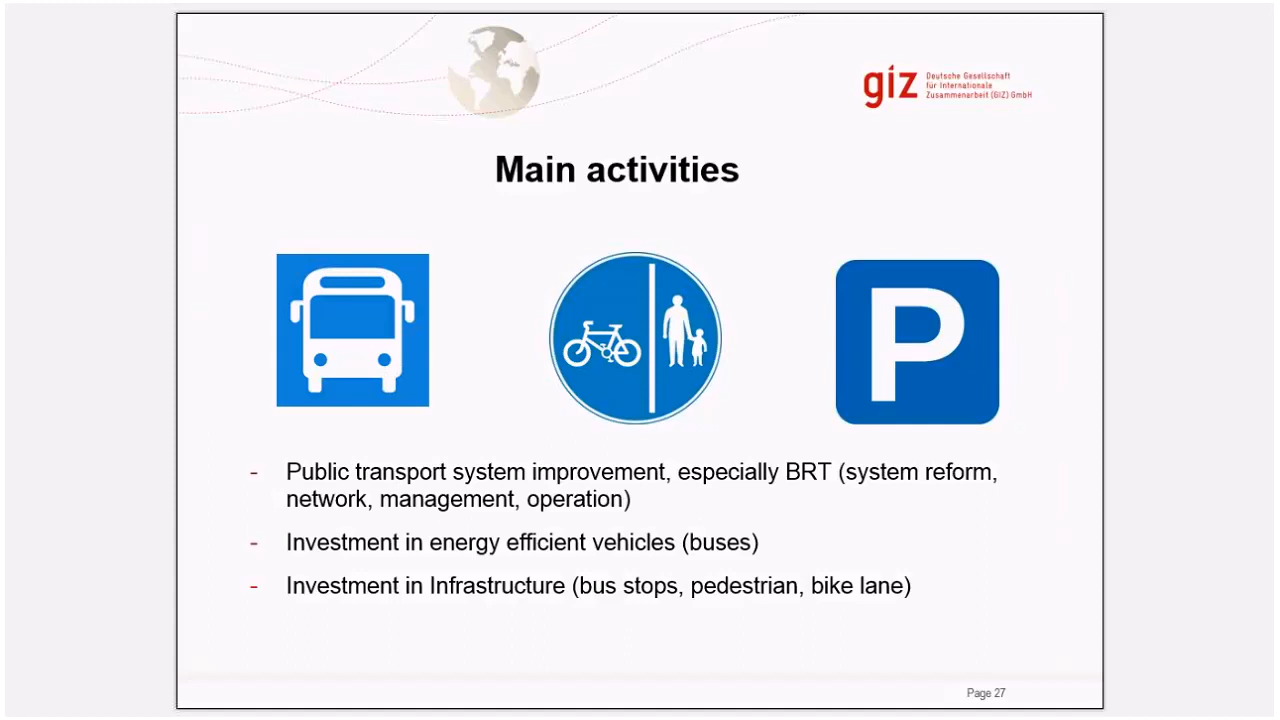 giz
Deutsche Gesellschaft
für Internationale
Zusammenarbeit (GIZ) GmbH
Main activities
P
- Public transport system improvement, especially BRT (system reform,
network, management, operation)
- Investment in energy efficient vehicles (buses)
- Investment in Infrastructure (bus stops, pedestrian, bike lane)
Page 27